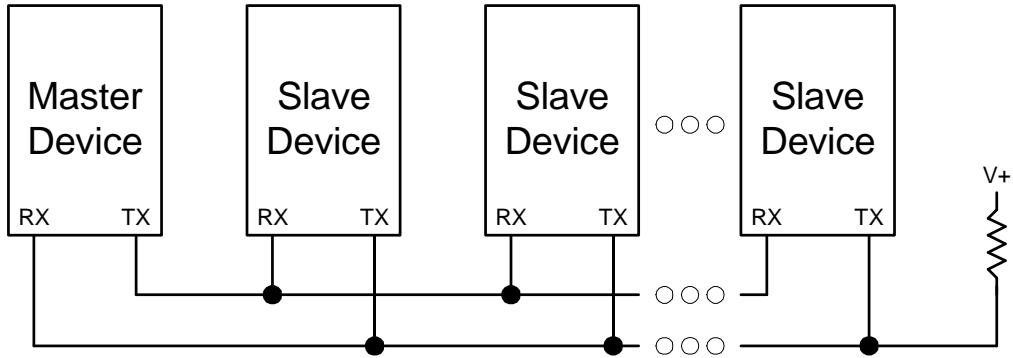 Master
Device
Slave
Device
Slave
Device
Slave
Device
V+
RX TX
RX TX
RX TX
RX TX